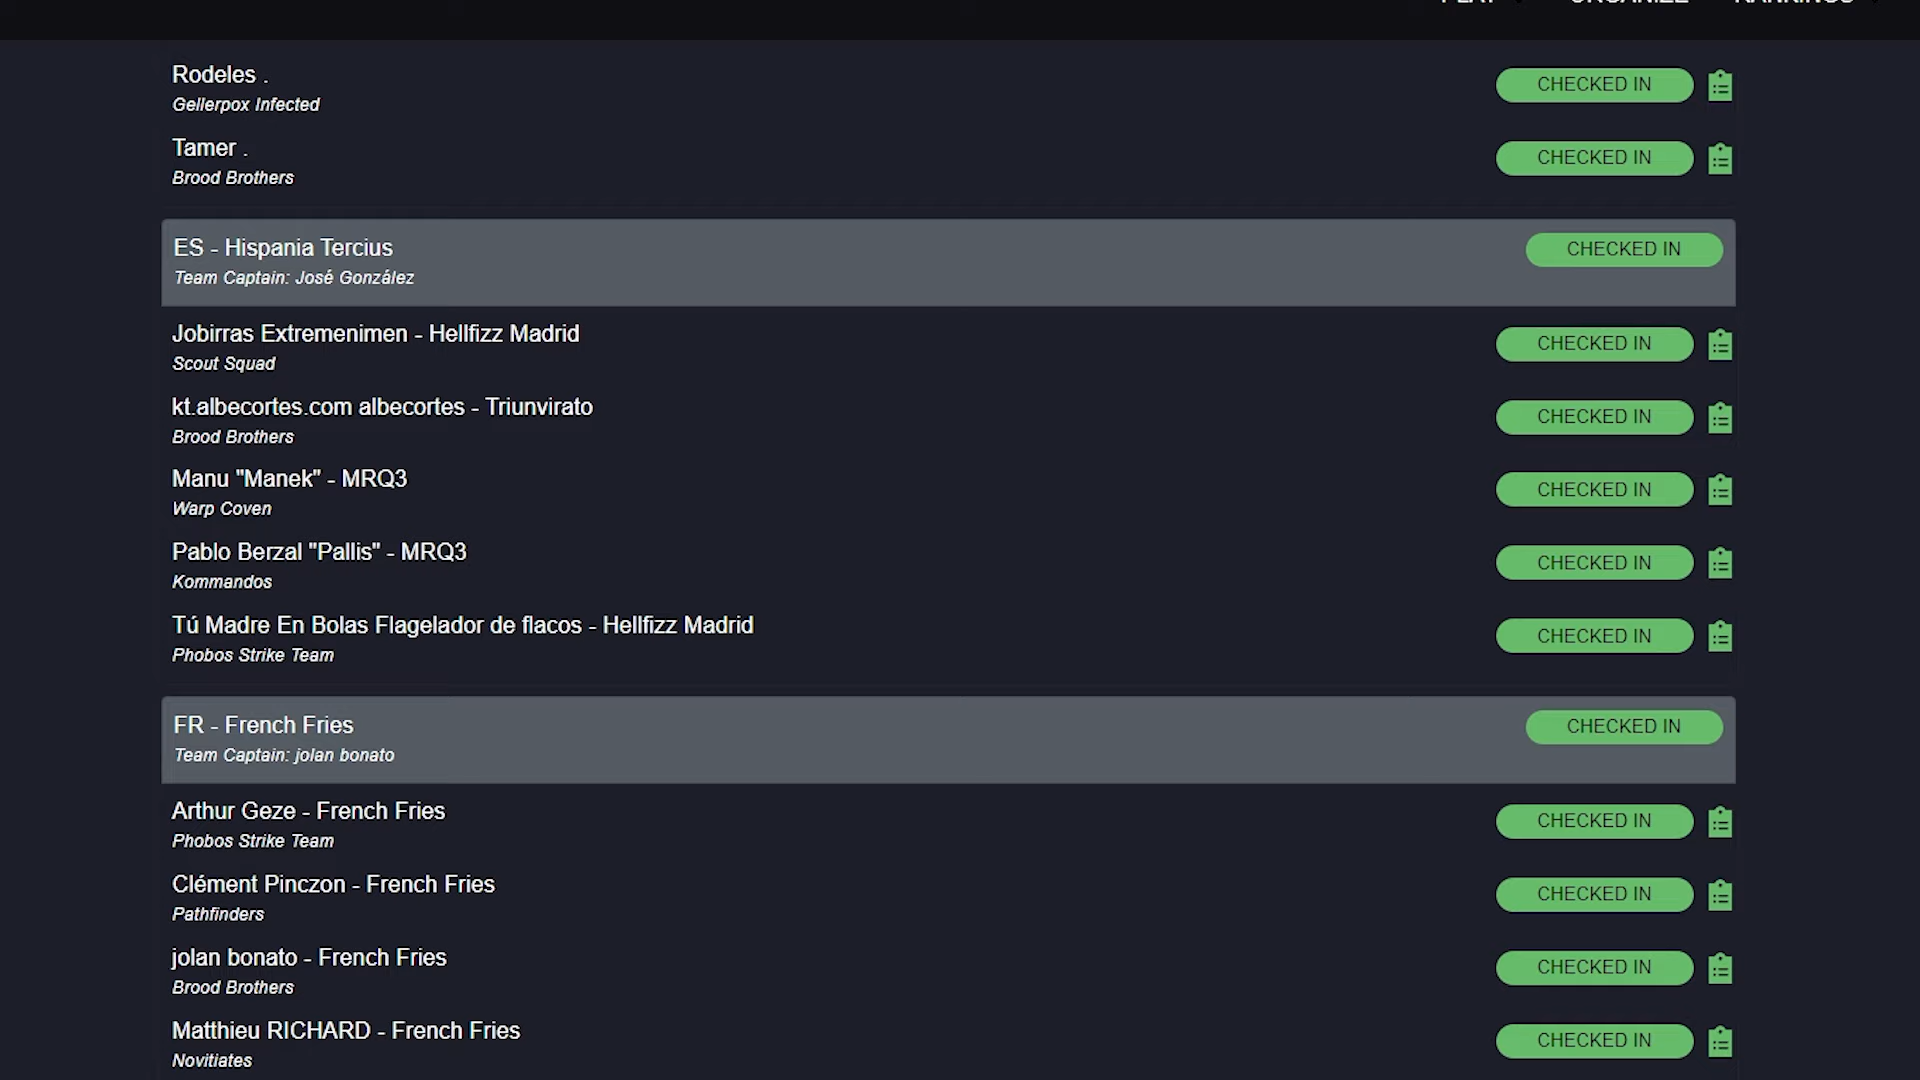 PLAY ORGANIZE RANKINGS
Rodeles .
Gellerpox Infected
CHECKED IN
Tamer .
Brood Brothers
CHECKED IN
ES - Hispania Tercius
Team Captain: José González
CHECKED IN
Jobirras Extremenimen - Hellfizz Madrid
Scout Squad
CHECKED IN
kt.albecortes.com albecortes - Triunvirato
Brood Brothers
CHECKED IN
Manu "Manek" - MRQ3
Warp Coven
CHECKED IN
Pablo Berzal "Pallis" - MRQ3
Kommandos
CHECKED IN
Tú Madre En Bolas Flagelador de flacos - Hellfizz Madrid
Phobos Strike Team
CHECKED IN
FR - French Fries
Team Captain: jolan bonato
CHECKED IN
Arthur Geze - French Fries
Phobos Strike Team
CHECKED IN
Clément Pinczon - French Fries
Pathfinders
CHECKED IN
jolan bonato - French Fries
Brood Brothers
CHECKED IN
Matthieu RICHARD - French Fries
Novitiates
CHECKED IN